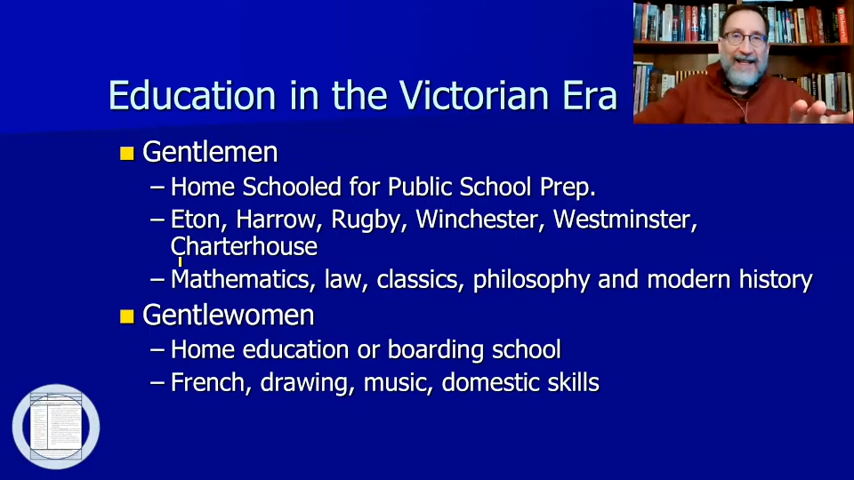 Education in the Victorian Era
Gentlemen
– Home Schooled for Public School Prep.
– Eton, Harrow, Rugby, Winchester, Westminster,
Charterhouse
– Mathematics, law, classics, philosophy and modern history
Gentlewomen
– Home education or boarding school
– French, drawing, music, domestic skills